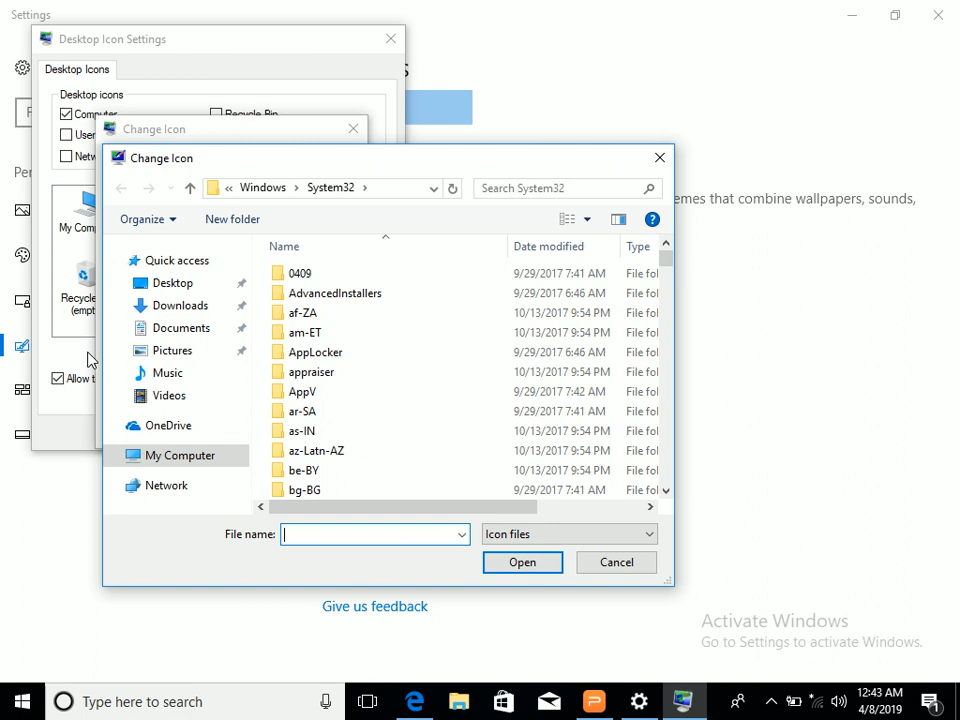 Settings
Desktop Icon Settings
Desktop Icons
Desktop icons
Computer
Recycle Bin
User
Netw
My Comp
Recycle
(empt
Allow t
Per
F
s
emes that combine wallpapers, sounds,
Change Icon
Change Icon
« Windows › System32 ›
Search System32
Organize
New folder
?
Name
Date modified
Type
Quick access
Desktop
Downloads
Documents
Pictures
Music
Videos
OneDrive
My Computer
Network
0409 9/29/2017 7:41 AM File fol
AdvancedInstallers 9/29/2017 6:46 AM File fol
af-ZA 10/13/2017 9:54 PM File fol
am-ET 10/13/2017 9:54 PM File fol
AppLocker 9/29/2017 6:46 AM File fol
appraiser 10/13/2017 9:54 PM File fol
AppV 9/29/2017 7:42 AM File fol
ar-SA 9/29/2017 7:41 AM File fol
as-IN 10/13/2017 9:54 PM File fol
az-Latn-AZ 10/13/2017 9:54 PM File fol
be-BY 10/13/2017 9:54 PM File fol
bg-BG 9/29/2017 7:41 AM File fol
File name:
Icon files
Open
Cancel
Give us feedback
Activate Windows
Go to Settings to activate Windows.
Type here to search
12:43 AM
4/8/2019
1